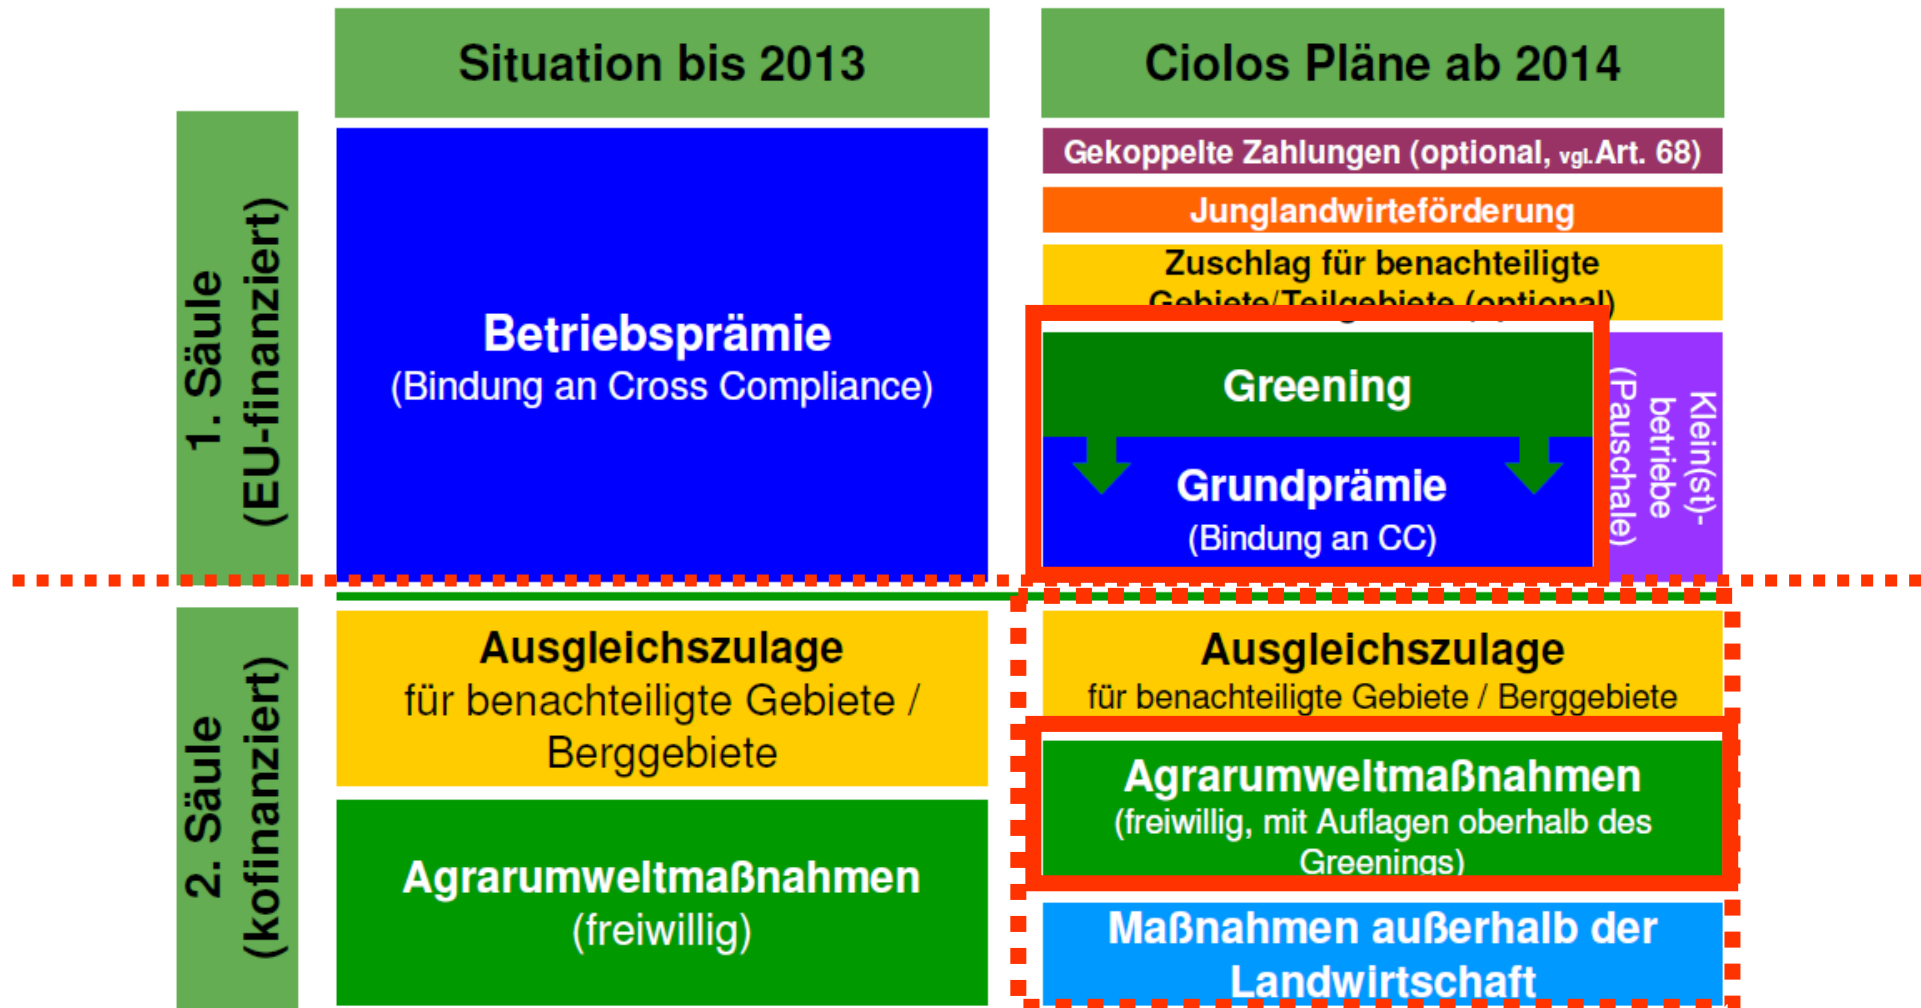 Situation bis 2013
Ciolos Pläne ab 2014
1. Säule
(EU-finanziert)
Betriebsprämie
(Bindung an Cross Compliance)
Gekoppelte Zahlungen (optional, vgl.Art. 68)
Junglandwirteförderung
Zuschlag für benachteiligte
Gebiete/Teilgebiete (optional)
Greening
Grundprämie
(Bindung an CC)
Klein(st)-
betriebe
(Pauschale)
2. Säule
(kofinanziert)
Ausgleichszulage
für benachteiligte Gebiete /
Berggebiete
Agrarumweltmaßnahmen
(freiwillig)
Ausgleichszulage
für benachteiligte Gebiete / Berggebiete
Agrarumweltmaßnahmen
(freiwillig, mit Auflagen oberhalb des
Greenings)
Maßnahmen außerhalb der
Landwirtschaft